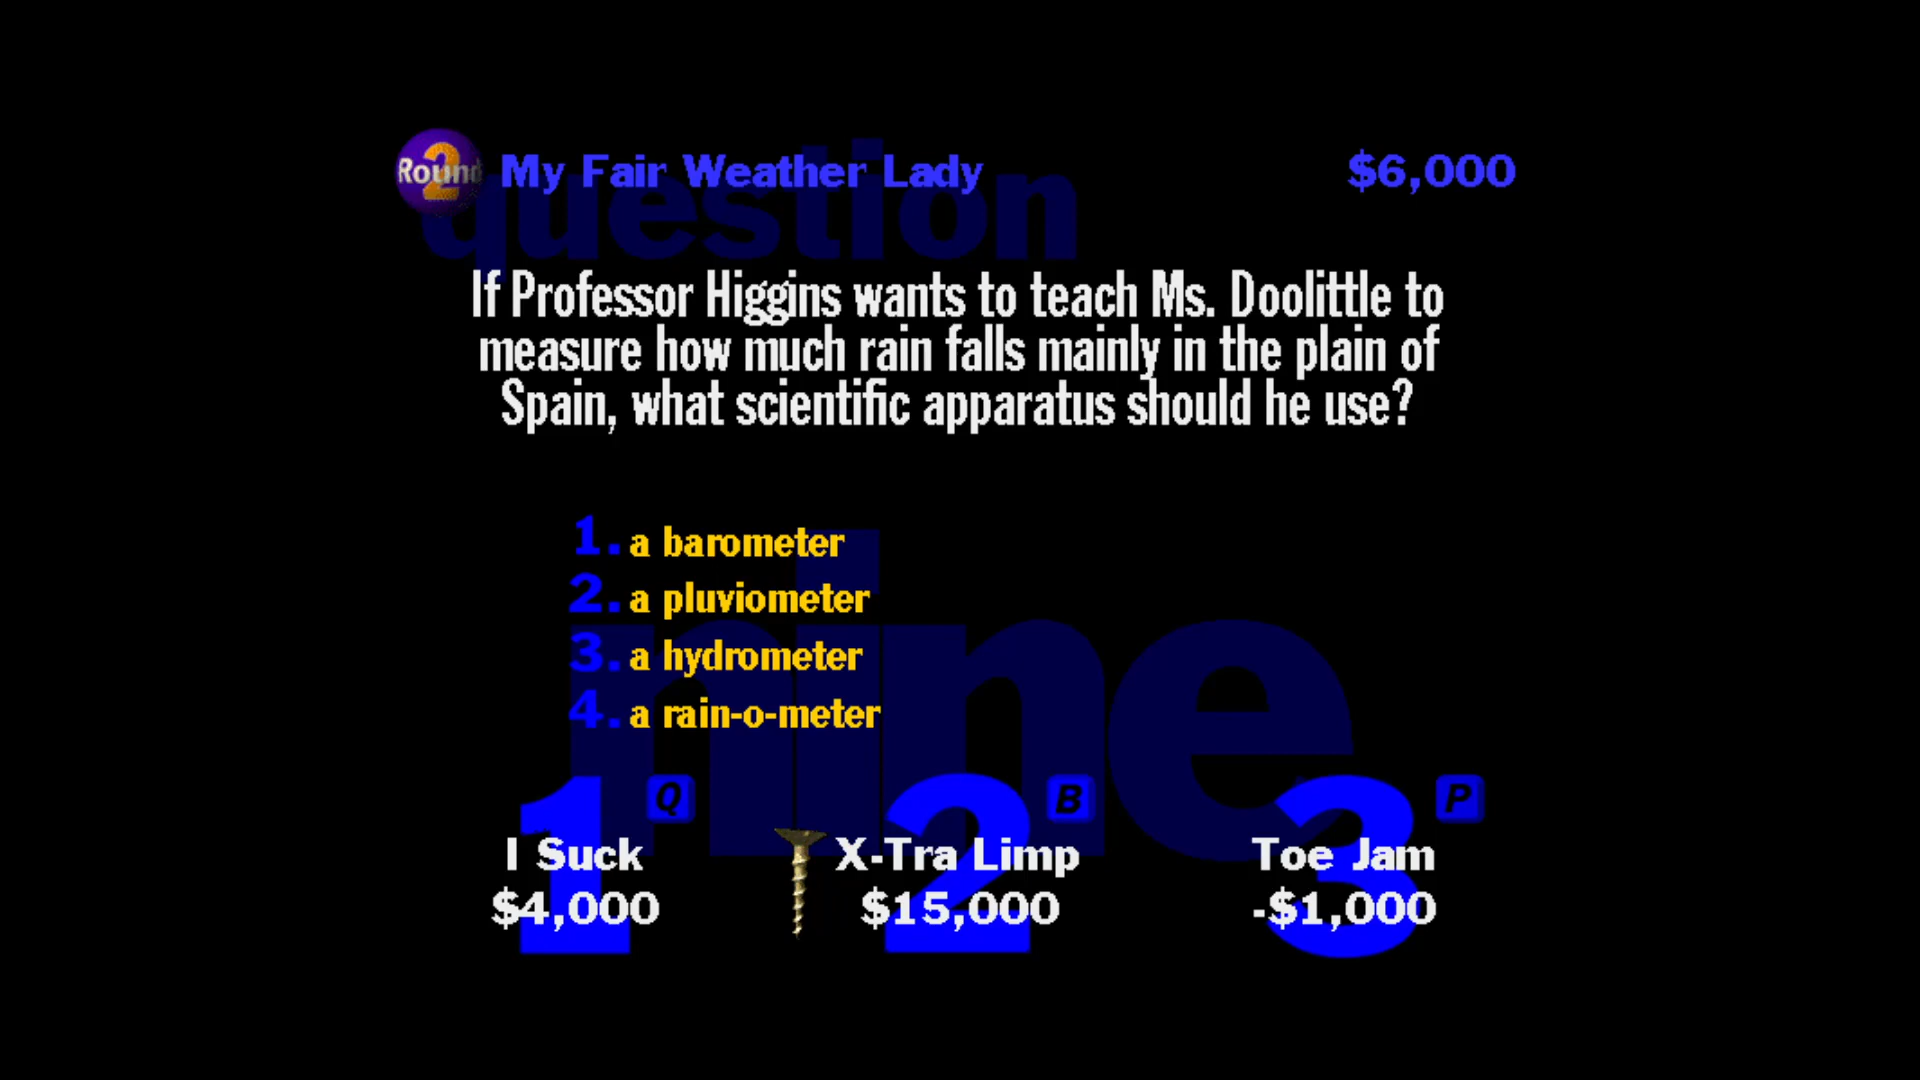 Round 2 My Fair Weather Lady $6,000
question
If Professor Higgins wants to teach Ms. Doolittle to
measure how much rain falls mainly in the plain of
Spain, what scientific apparatus should he use?
1. a barometer
2. a pluviometer
3. a hydrometer
4. a rain-o-meter
nine
1 Q 2 B 3 P
I Suck X-Tra Limp Toe Jam
$4,000 $15,000 -$1,000